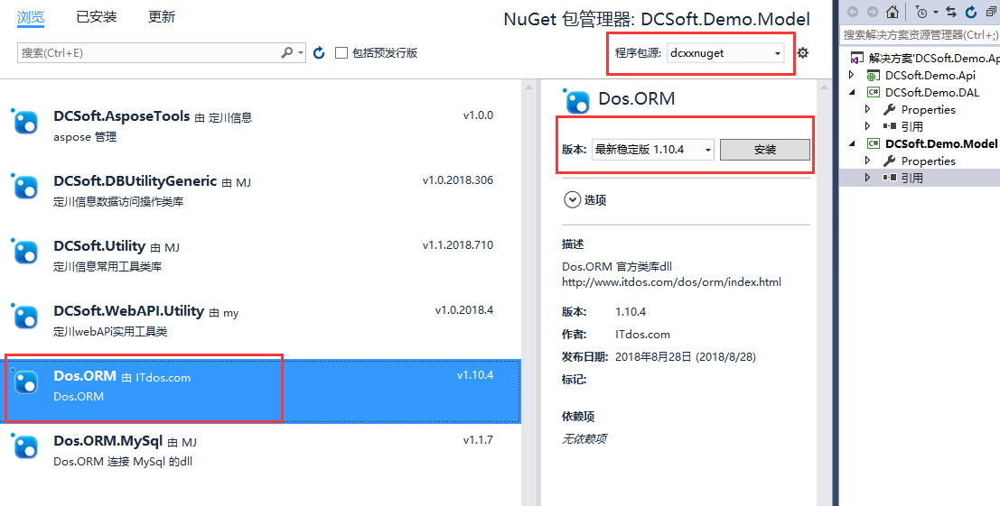 浏览 已安装 更新
NuGet 包管理器: DCSoft.Demo.Model
搜索(Ctrl+E)
包括预发行版
程序包源: dcxxnuget
DCSoft.AsposeTools 由 定川信息 v1.0.0
aspose 管理
DCSoft.DBUtilityGeneric 由 MJ v1.0.2018.306
定川信息数据访问操作类库
DCSoft.Utility 由 MJ v1.1.2018.710
定川信息常用工具类库
DCSoft.WebAPI.Utility 由 my v1.0.2018.4
定川webAPi实用工具类
Dos.ORM 由 ITdos.com v1.10.4
Dos.ORM
Dos.ORM.MySql 由 MJ v1.1.7
Dos.ORM 连接 MySql 的dll
Dos.ORM
版本: 最新稳定版 1.10.4 安装
选项
描述
Dos.ORM 官方类库dll
http://www.itdos.com/dos/orm/index.html
版本: 1.10.4
作者: ITdos.com
发布日期: 2018年8月28日 (2018/8/28)
标记:
依赖项
无依赖项
搜索解决方案资源管理器(Ctrl+;)
解决方案'DCSoft.Demo.Ap
DCSoft.Demo.Api
DCSoft.Demo.DAL
Properties
引用
DCSoft.Demo.Model
Properties
引用